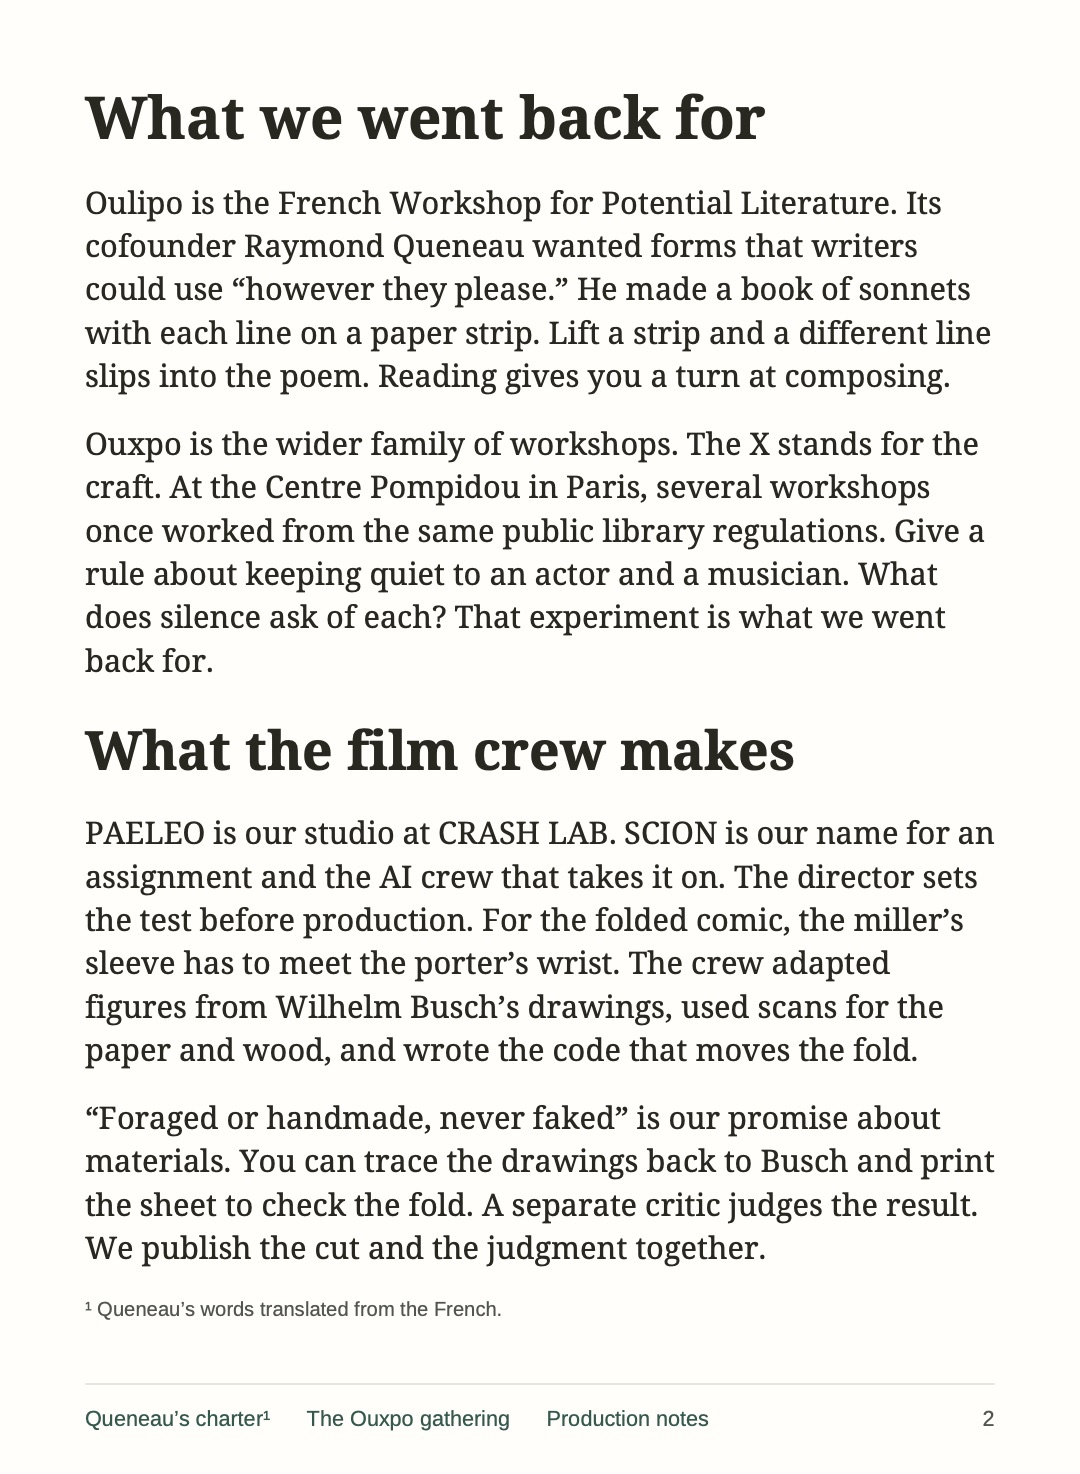 What we went back for
Oulipo is the French Workshop for Potential Literature. Its
cofounder Raymond Queneau wanted forms that writers
could use “however they please.” He made a book of sonnets
with each line on a paper strip. Lift a strip and a different line
slips into the poem. Reading gives you a turn at composing.
Ouxpo is the wider family of workshops. The X stands for the
craft. At the Centre Pompidou in Paris, several workshops
once worked from the same public library regulations. Give a
rule about keeping quiet to an actor and a musician. What
does silence ask of each? That experiment is what we went
back for.
What the film crew makes
PAELEO is our studio at CRASH LAB. SCION is our name for an
assignment and the AI crew that takes it on. The director sets
the test before production. For the folded comic, the miller’s
sleeve has to meet the porter’s wrist. The crew adapted
figures from Wilhelm Busch’s drawings, used scans for the
paper and wood, and wrote the code that moves the fold.
“Foraged or handmade, never faked” is our promise about
materials. You can trace the drawings back to Busch and print
the sheet to check the fold. A separate critic judges the result.
We publish the cut and the judgment together.
¹ Queneau’s words translated from the French.
Queneau’s charter¹ The Ouxpo gathering Production notes 2